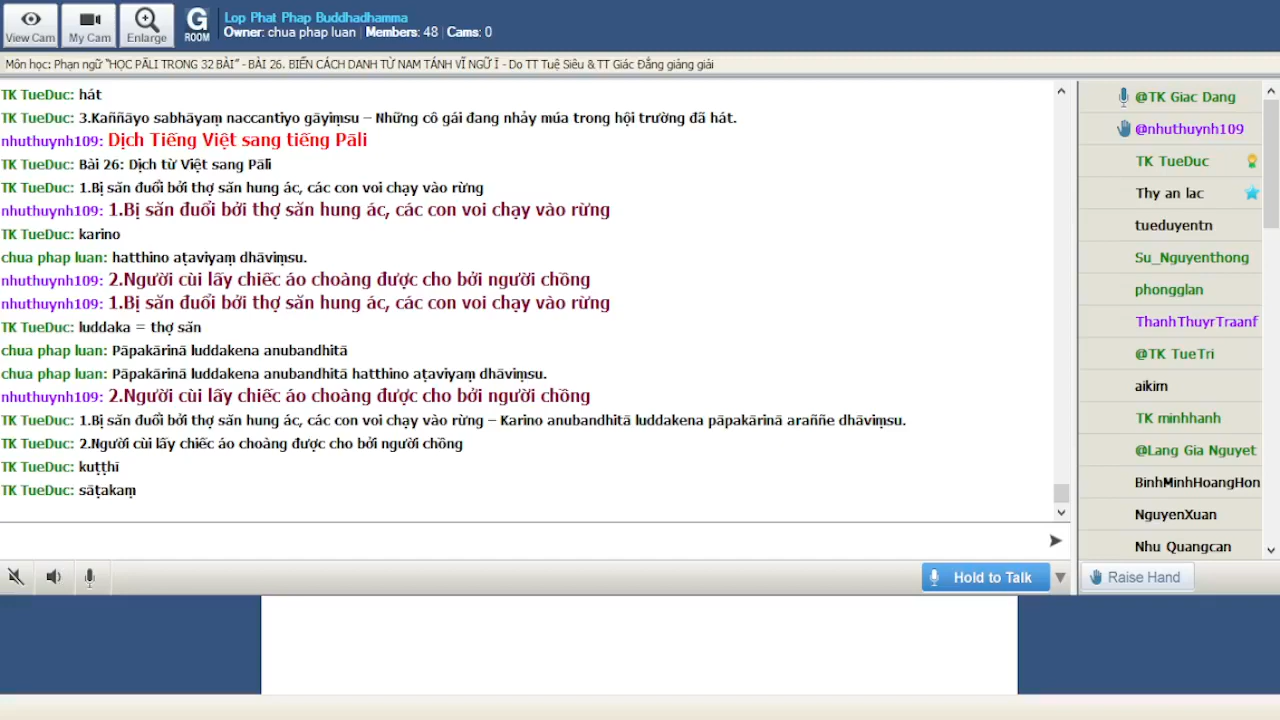 View Cam
My Cam
Enlarge
G
ROOM
Lop Phat Phap Buddhadhamma
Owner: chua phap luan | Members: 48 | Cams: 0
Môn học: Phạn ngữ "HỌC PĀLI TRONG 32 BÀI" - BÀI 26. BIẾN CÁCH DANH TỪ NAM TÁNH VĨ NGỮ Ī - Do TT Tuệ Siêu & TT Giác Đẳng giảng giải
TK TueDuc: hát
TK TueDuc: 3.Kaññāyo sabhāyaṃ naccantiyo gāyiṃsu – Những cô gái đang nhảy múa trong hội trường đã hát.
nhuthuynh109: Dịch Tiếng Việt sang tiếng Pāli
TK TueDuc: Bài 26: Dịch từ Việt sang Pāli
TK TueDuc: 1.Bị săn đuổi bởi thợ săn hung ác, các con voi chạy vào rừng
nhuthuynh109: 1.Bị săn đuổi bởi thợ săn hung ác, các con voi chạy vào rừng
TK TueDuc: karino
chua phap luan: hatthino aṭaviyaṃ dhāviṃsu.
nhuthuynh109: 2.Người cùi lấy chiếc áo choàng được cho bởi người chồng
nhuthuynh109: 1.Bị săn đuổi bởi thợ săn hung ác, các con voi chạy vào rừng
TK TueDuc: luddaka = thợ săn
chua phap luan: Pāpakārinā luddakena anubandhitā
chua phap luan: Pāpakārinā luddakena anubandhitā hatthino aṭaviyaṃ dhāviṃsu.
nhuthuynh109: 2.Người cùi lấy chiếc áo choàng được cho bởi người chồng
TK TueDuc: 1.Bị săn đuổi bởi thợ săn hung ác, các con voi chạy vào rừng – Karino anubandhitā luddakena pāpakārinā araññe dhāviṃsu.
TK TueDuc: 2.Người cùi lấy chiếc áo choàng được cho bởi người chồng
TK TueDuc: kuṭṭhī
TK TueDuc: sāṭakaṃ
@TK Giac Dang
@nhuthuynh109
TK TueDuc
Thy an lac
tueduyentn
Su_Nguyenthong
phongglan
ThanhThuyrTraanf
@TK TueTri
aikim
TK minhhanh
@Lang Gia Nguyet
BinhMinhHoangHon
NguyenXuan
Nhu Quangcan
Hold to Talk
Raise Hand